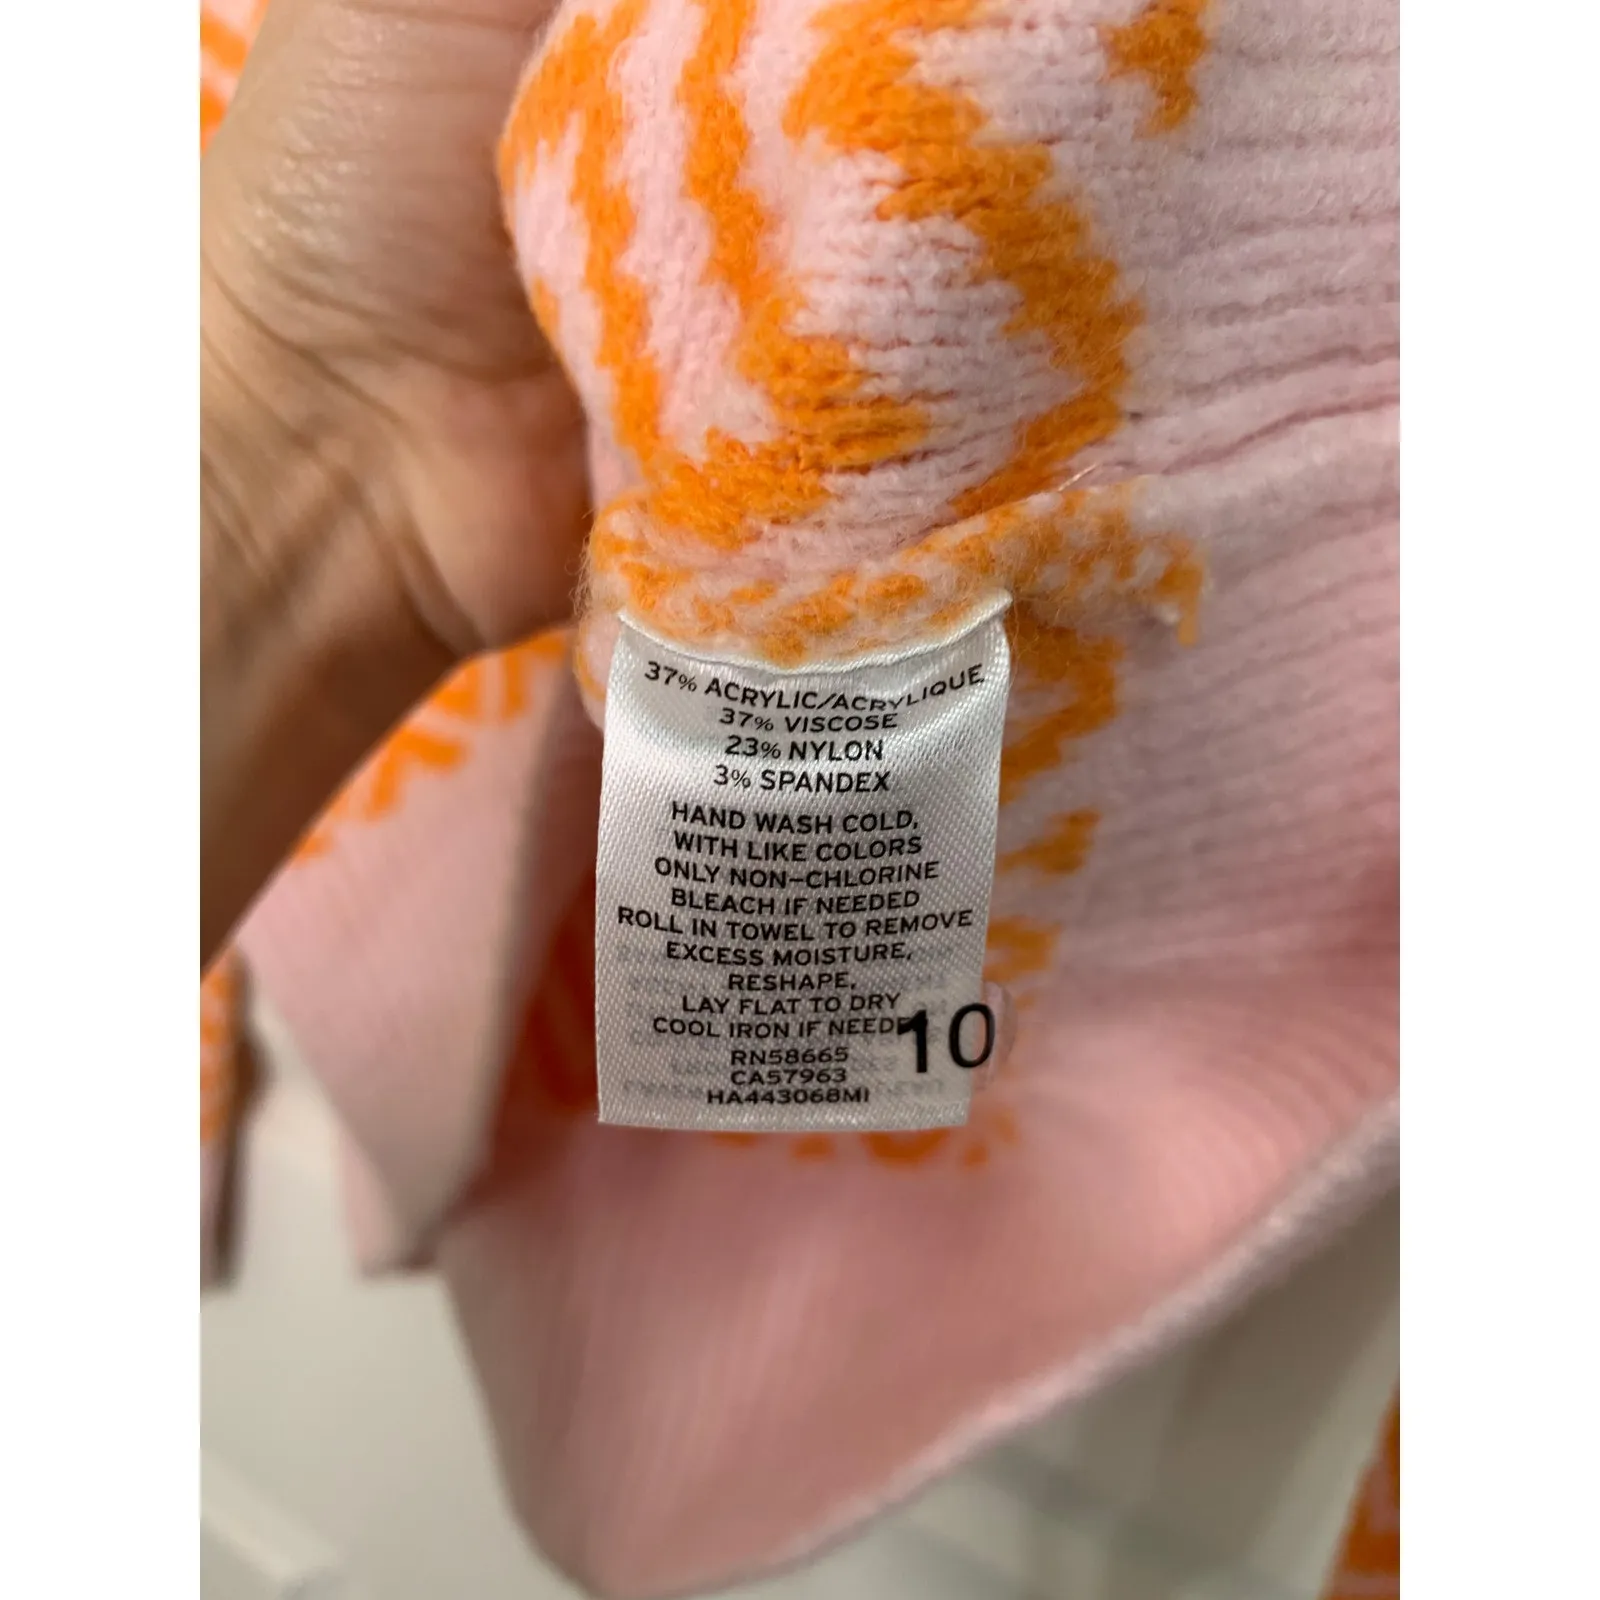 37% ACRYLIC/ACRYLIQUE
37% VISCOSE
23% NYLON
3% SPANDEX
HAND WASH COLD,
WITH LIKE COLORS
ONLY NON-CHLORINE
BLEACH IF NEEDED
ROLL IN TOWEL TO REMOVE
EXCESS MOISTURE,
RESHAPE,
LAY FLAT TO DRY
COOL IRON IF NEEDE
10
RN58665
CA57963
HA443068MI